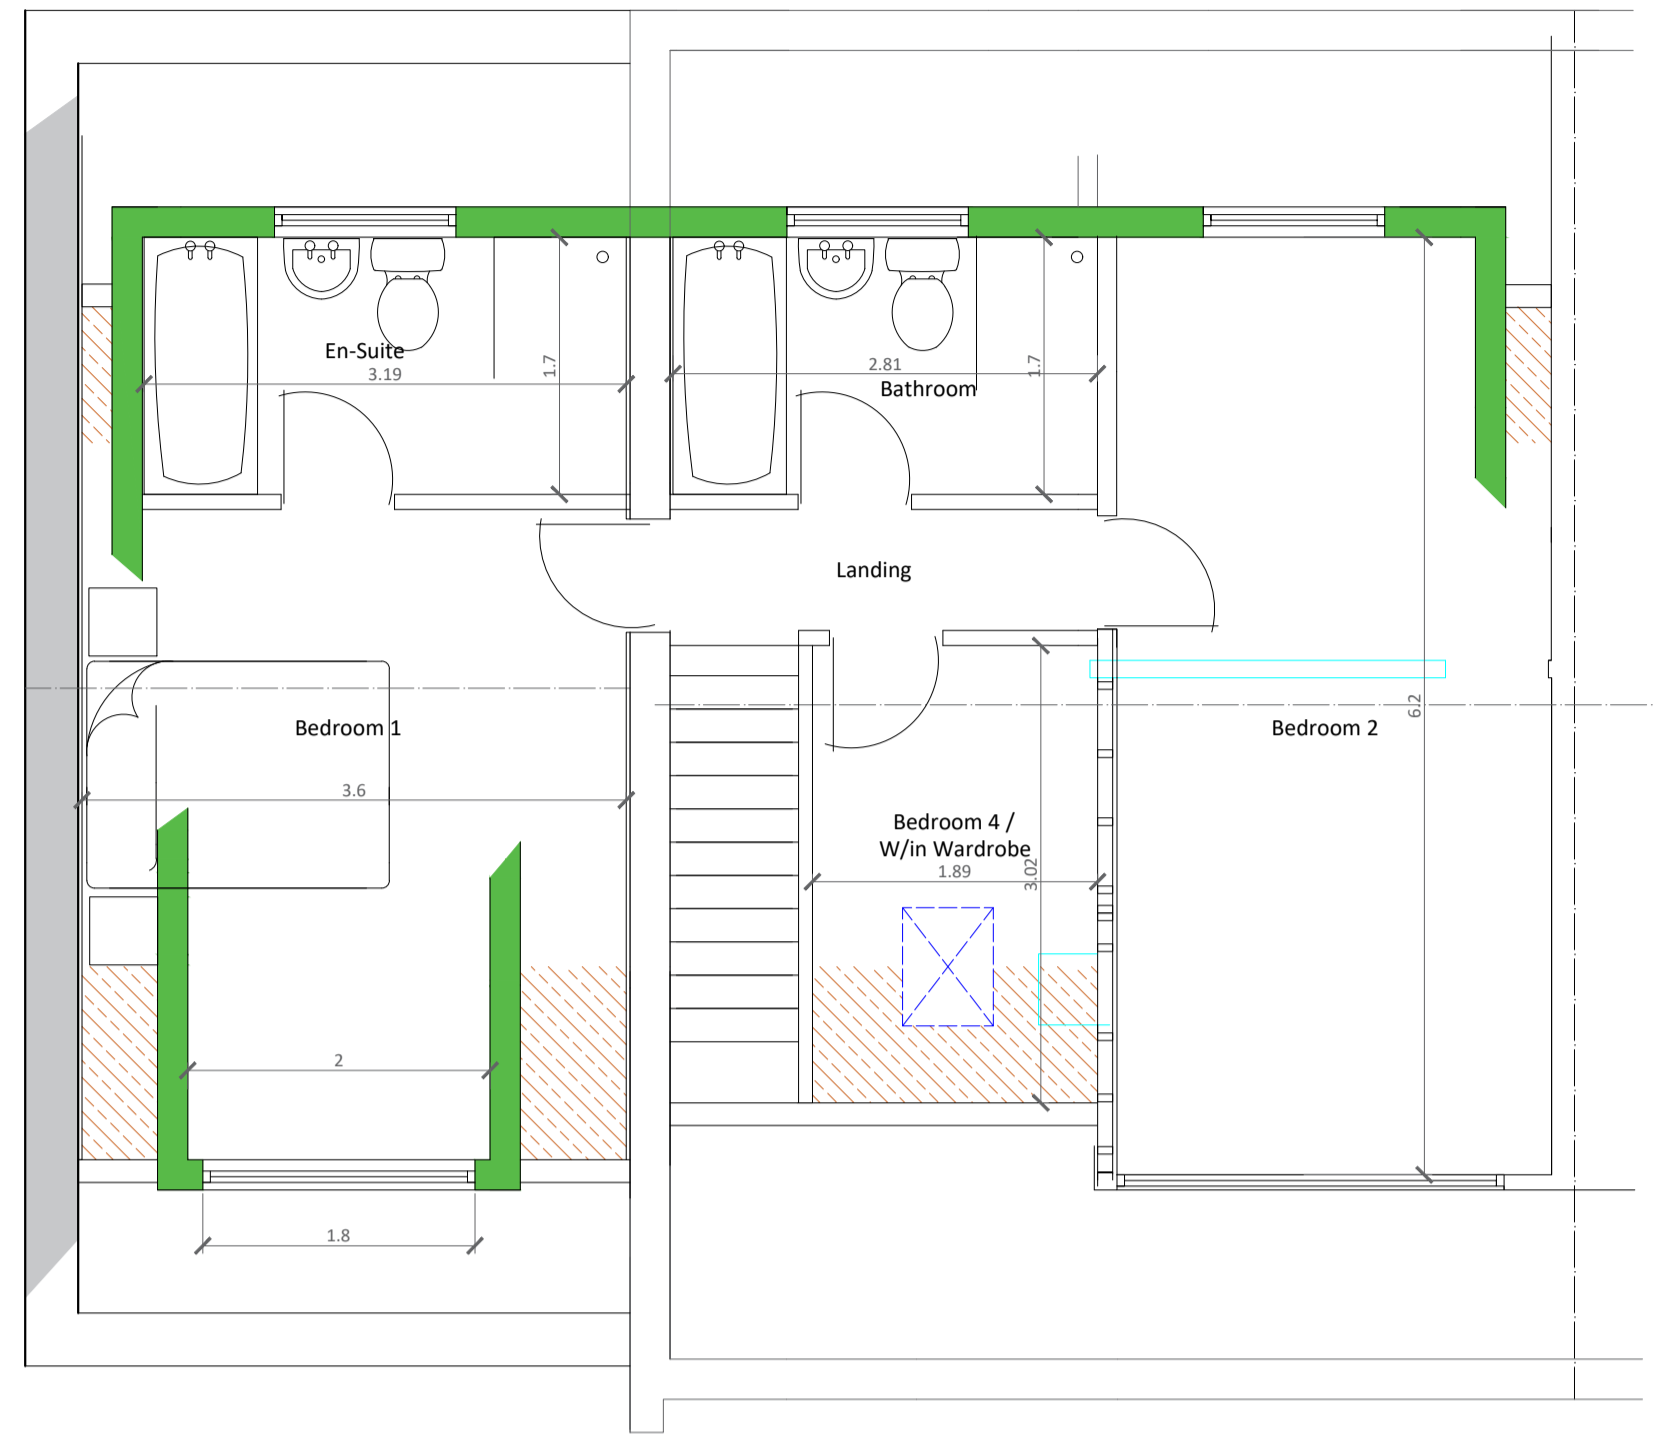 En-Suite
3.19
1.7
2.81
1.7
Bathroom
Landing
Bedroom 1
3.6
6.2
Bedroom 2
Bedroom 4 /
W/in Wardrobe
1.89
3.02
2
1.8